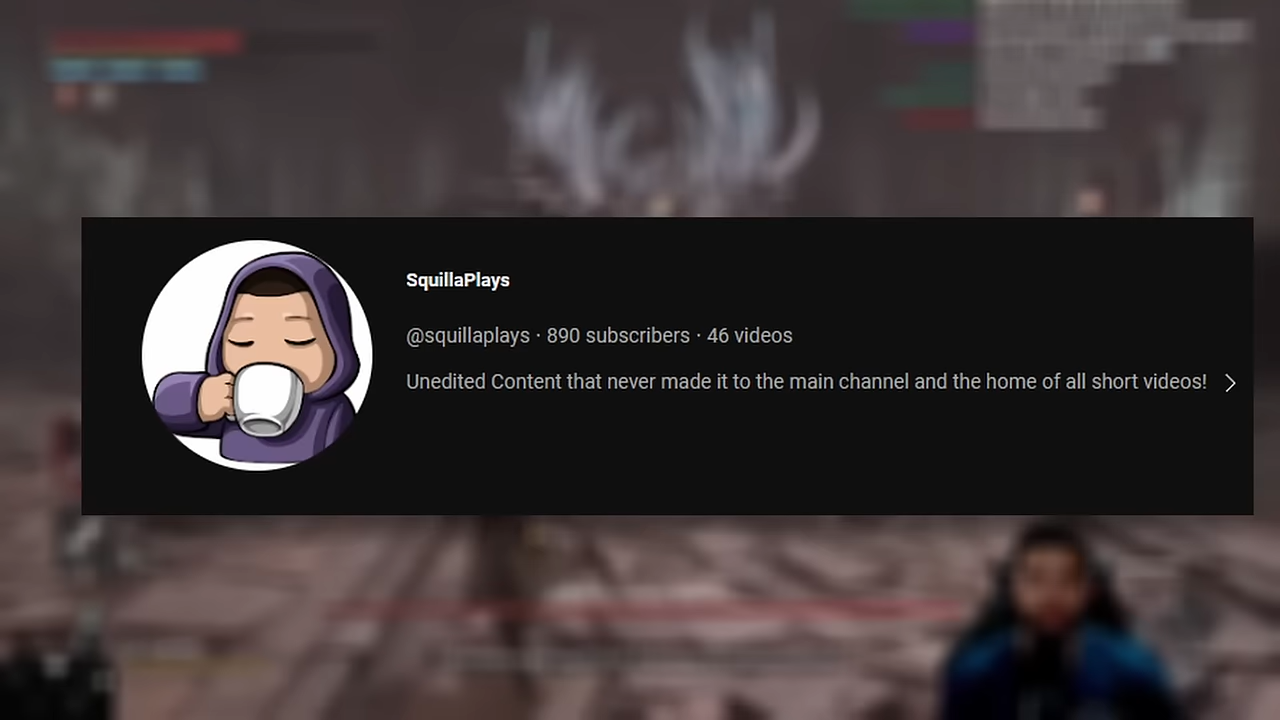 SquillaPlays
@squillaplays · 890 subscribers · 46 videos
Unedited Content that never made it to the main channel and the home of all short videos!